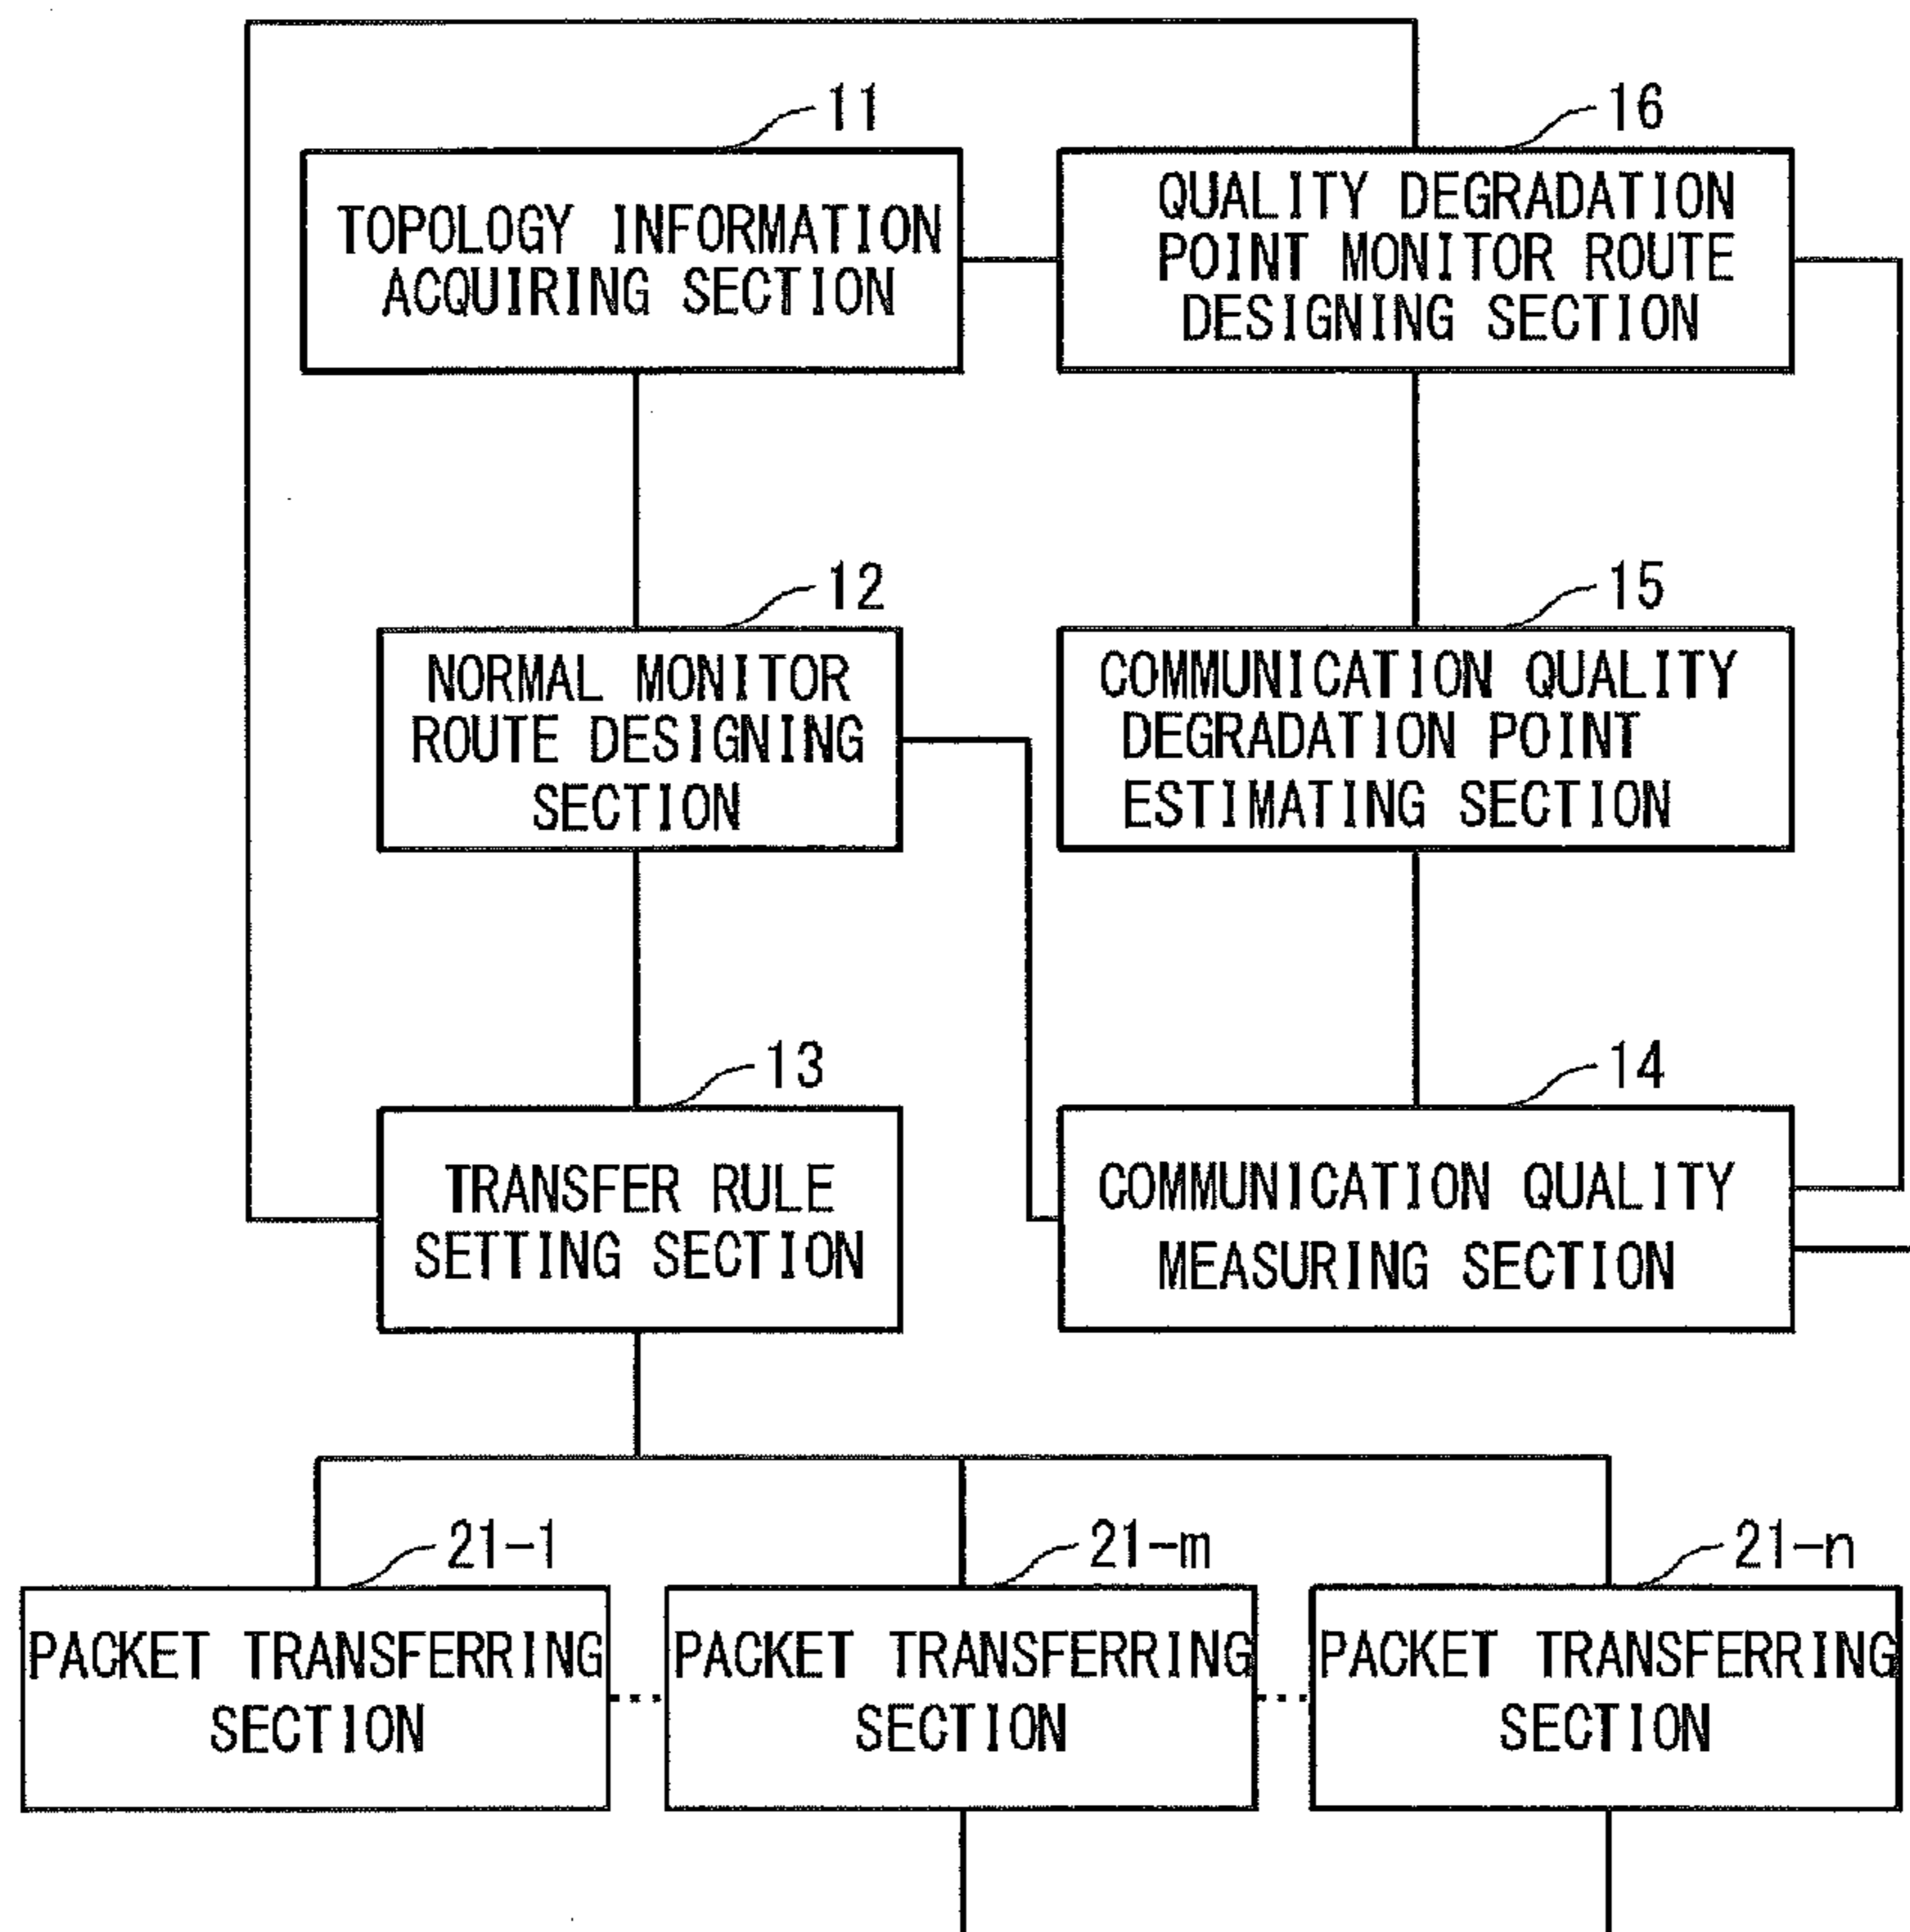 11
TOPOLOGY INFORMATION
ACQUIRING SECTION
16
QUALITY DEGRADATION
POINT MONITOR ROUTE
DESIGNING SECTION
12
NORMAL MONITOR
ROUTE DESIGNING
SECTION
15
COMMUNICATION QUALITY
DEGRADATION POINT
ESTIMATING SECTION
13
TRANSFER RULE
SETTING SECTION
14
COMMUNICATION QUALITY
MEASURING SECTION
21-1
PACKET TRANSFERRING
SECTION
21-m
PACKET TRANSFERRING
SECTION
21-n
PACKET TRANSFERRING
SECTION